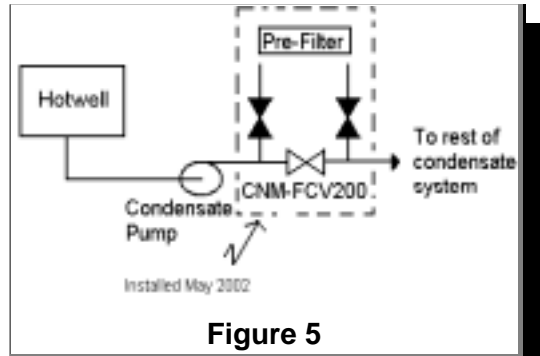 Pre-Filter
Hotwell
To rest of
condensate
system
CNM-FCV200
Condensate
Pump
Installed May 2002
Figure 5